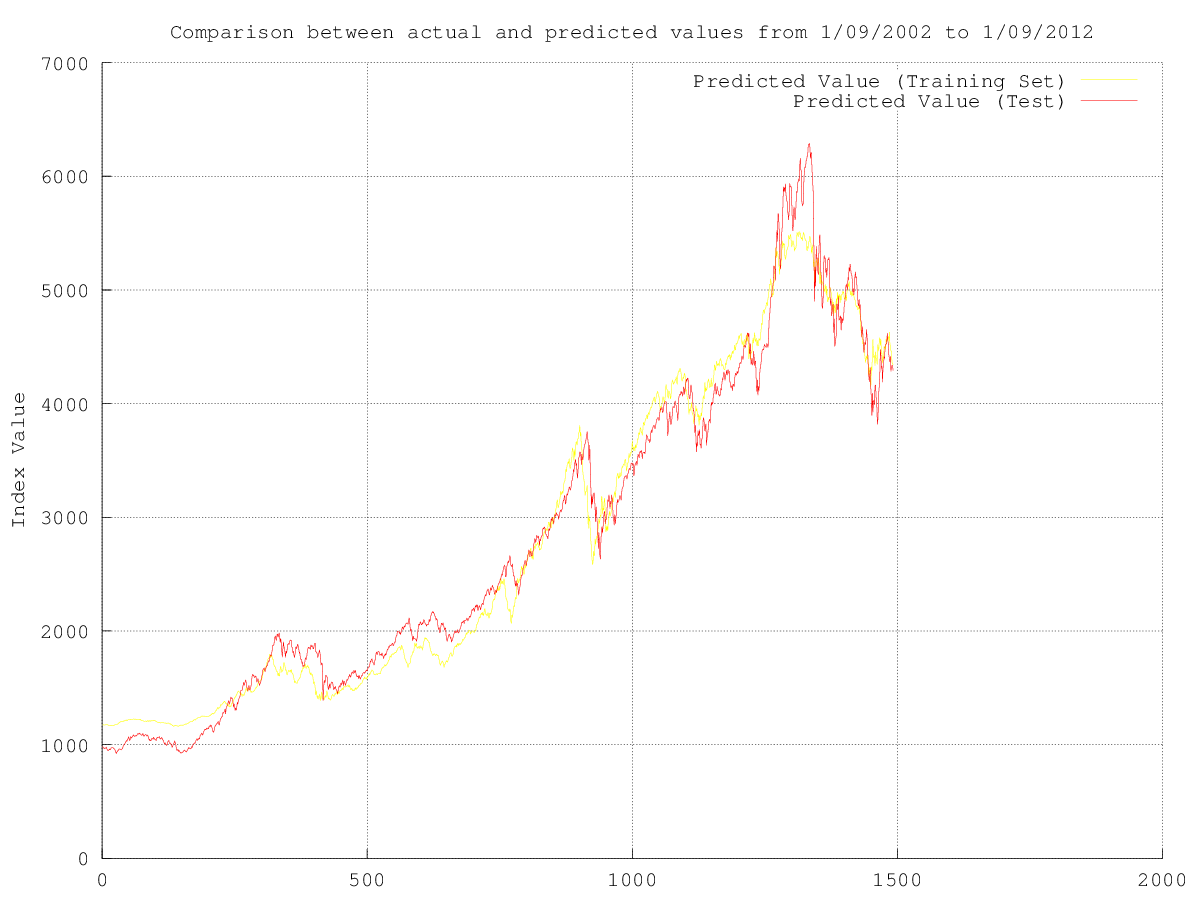 Comparison between actual and predicted values from 1/09/2002 to 1/09/2012
7000
Predicted Value (Training Set)
Predicted Value (Test)
6000
5000
4000
Index Value
3000
2000
1000
0
0 500 1000 1500 2000